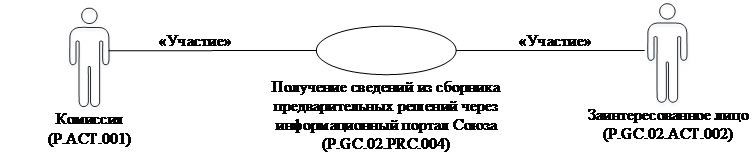 «Участие»
«Участие»
Получение сведений из сборника
предварительных решений через
информационный портал Союза
(P.GC.02.PRC.004)
Комиссия
(P.ACT.001)
Заинтересованное лицо
(P.GC.02.ACT.002)